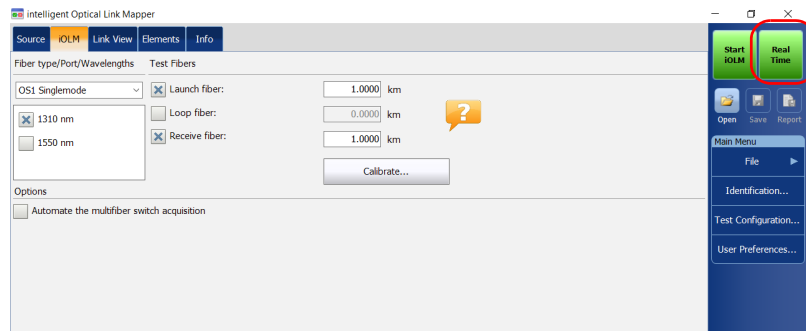 intelligent Optical Link Mapper
Source iOLM Link View Elements Info
Fiber type/Port/Wavelengths Test Fibers
OS1 Singlemode
1310 nm
1550 nm
Launch fiber: 1.0000 km
Loop fiber: 0.0000 km
Receive fiber: 1.0000 km
?
Calibrate...
Options
Automate the multifiber switch acquisition
Start iOLM
Real Time
Open Save Report
Main Menu
File
Identification...
Test Configuration...
User Preferences...